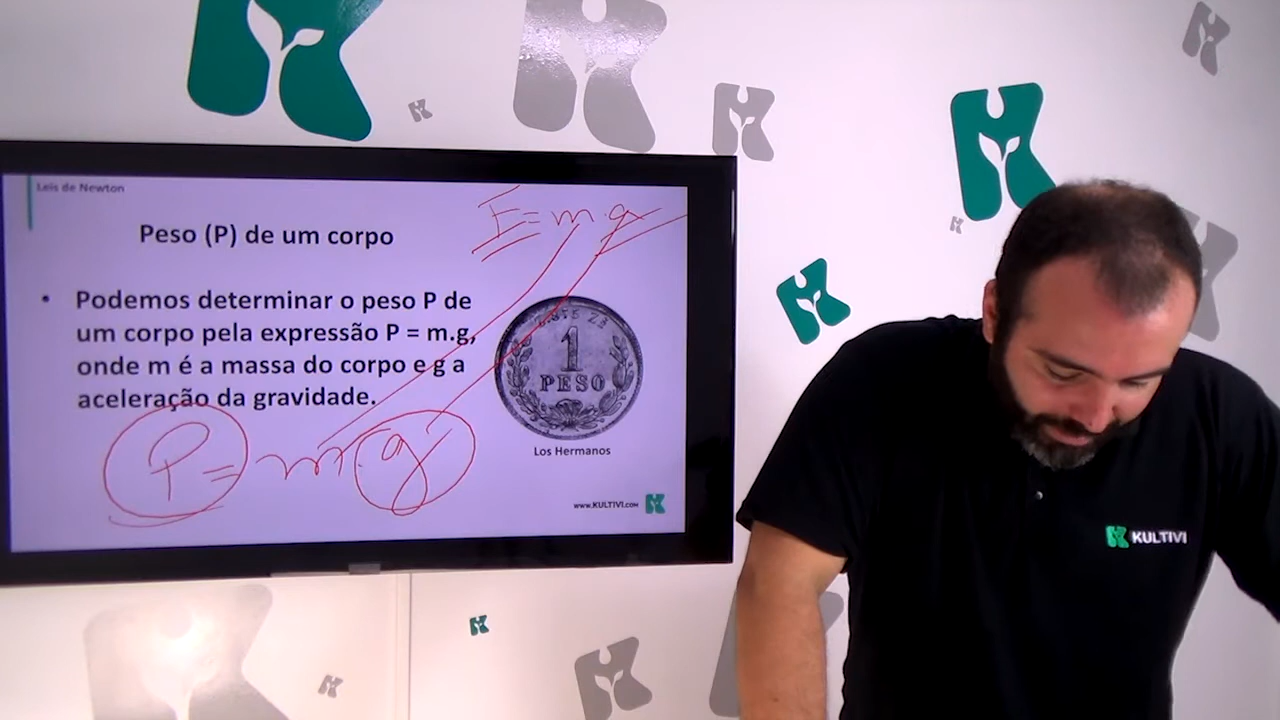 Leis de Newton
Peso (P) de um corpo
F = m.a
• Podemos determinar o peso P de
um corpo pela expressão P = m.g,
onde m é a massa do corpo e g a
aceleração da gravidade.
1
PESO
Los Hermanos
P = m.g
www.KULTIVI.com
KULTIVI